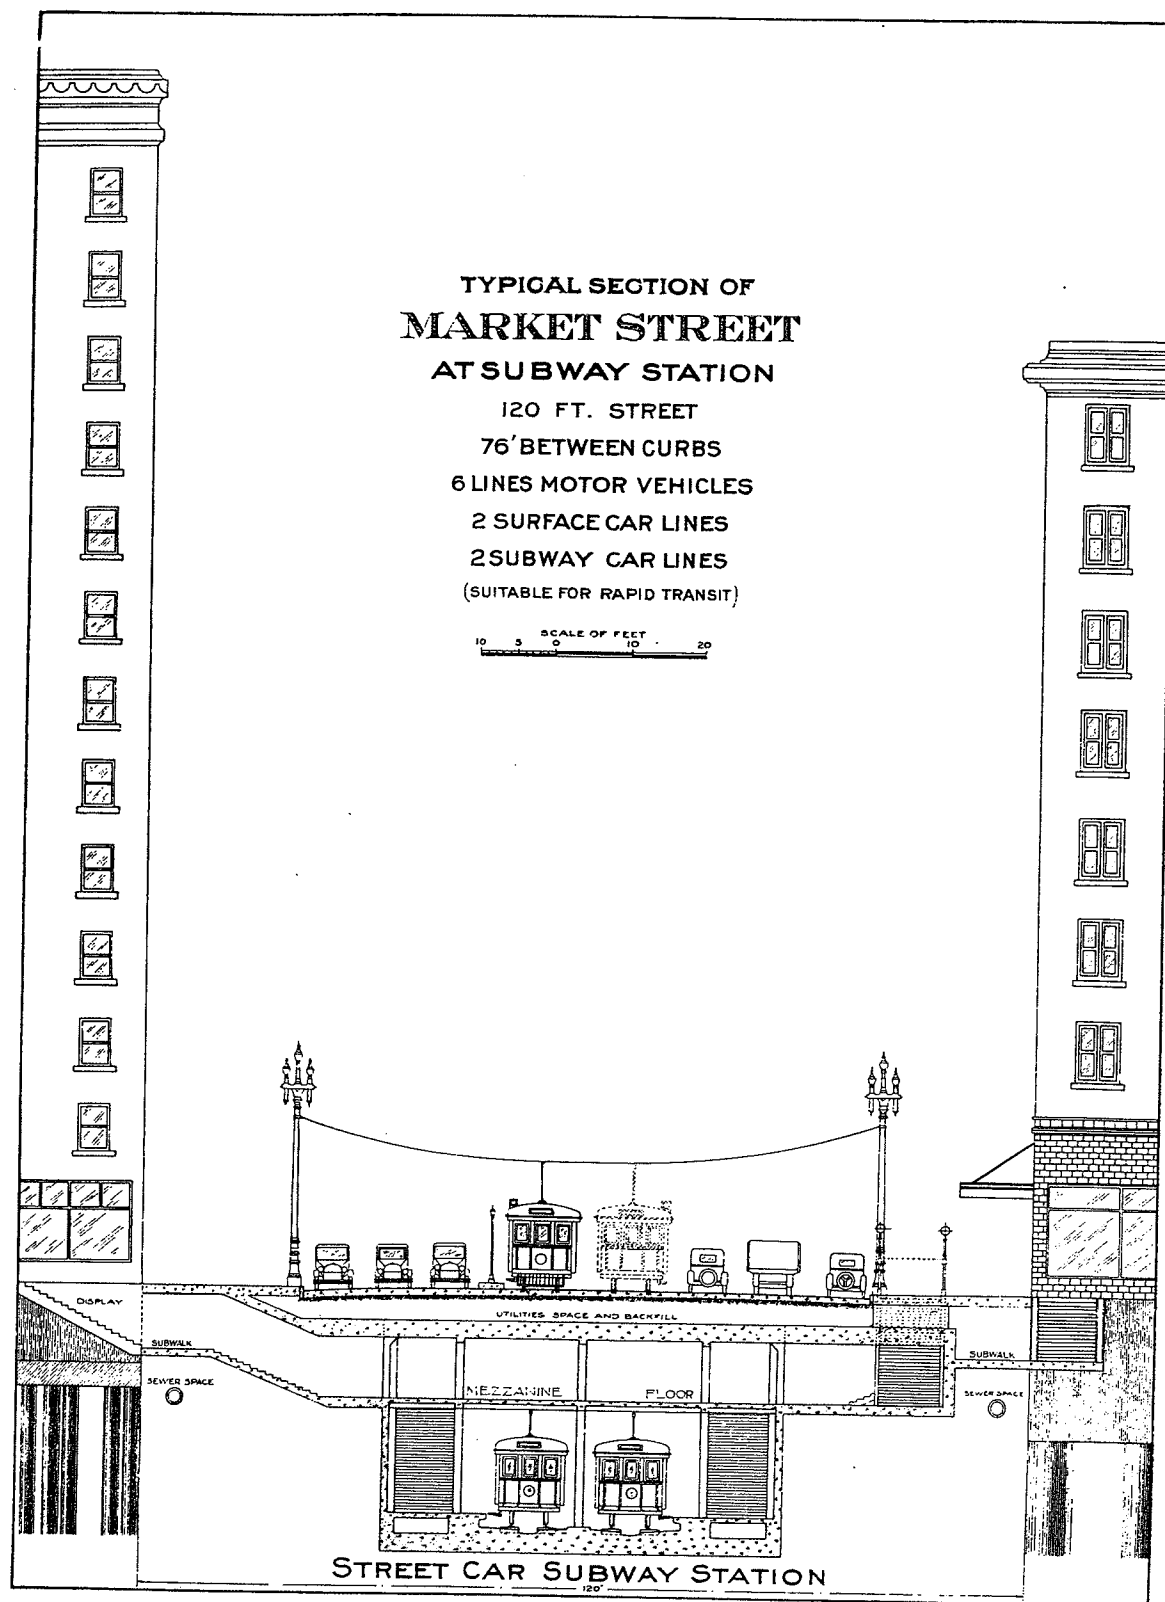 TYPICAL SECTION OF
MARKET STREET
AT SUBWAY STATION
120 FT. STREET
76' BETWEEN CURBS
6 LINES MOTOR VEHICLES
2 SURFACE CAR LINES
2 SUBWAY CAR LINES
(SUITABLE FOR RAPID TRANSIT)
SCALE OF FEET
10 5 0 10 20
DISPLAY
UTILITIES SPACE AND BACKFILL
SUBWALK
SUBWALK
SEWER SPACE
MEZZANINE FLOOR
SEWER SPACE
STREET CAR SUBWAY STATION
120'